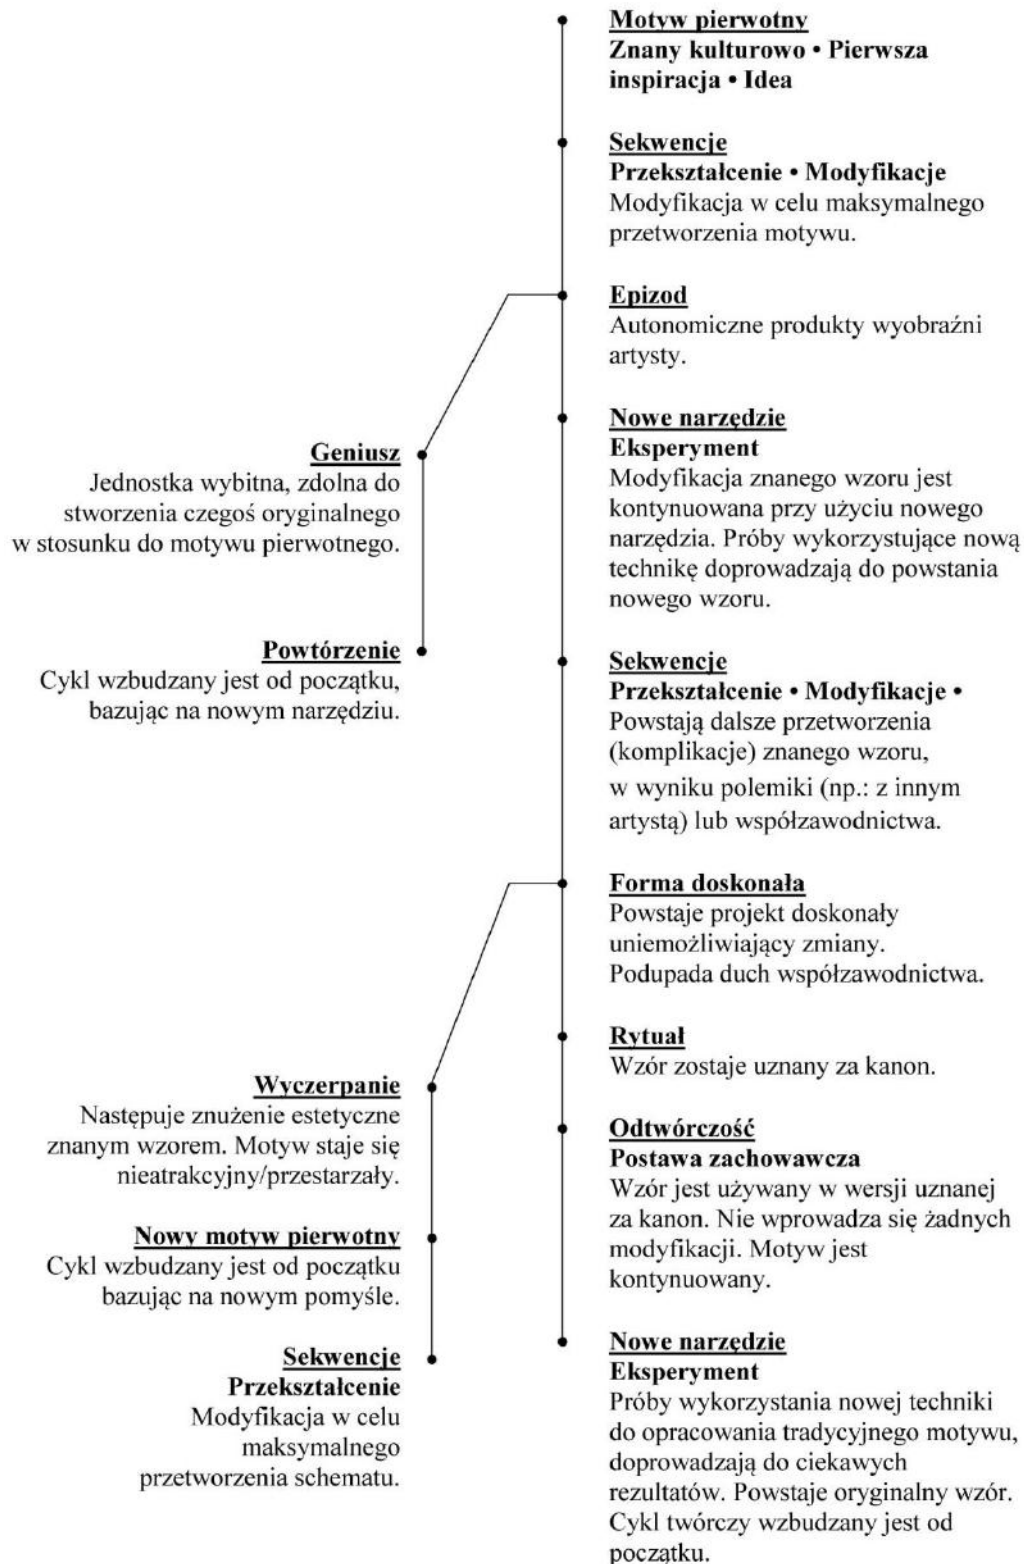 Motyw pierwotny
Znany kulturowo • Pierwsza
inspiracja • Idea
Sekwencje
Przekształcenie • Modyfikacje
Modyfikacja w celu maksymalnego
przetworzenia motywu.
Epizod
Autonomiczne produkty wyobraźni
artysty.
Nowe narzędzie
Eksperyment
Modyfikacja znanego wzoru jest
kontynuowana przy użyciu nowego
narzędzia. Próby wykorzystujące nową
technikę doprowadzają do powstania
nowego wzoru.
Geniusz
Jednostka wybitna, zdolna do
stworzenia czegoś oryginalnego
w stosunku do motywu pierwotnego.
Powtórzenie
Cykl wzbudzany jest od początku,
bazując na nowym narzędziu.
Sekwencje
Przekształcenie • Modyfikacje •
Powstają dalsze przetworzenia
(komplikacje) znanego wzoru,
w wyniku polemiki (np.: z innym
artystą) lub współzawodnictwa.
Forma doskonała
Powstaje projekt doskonały
uniemożliwiający zmiany.
Podupada duch współzawodnictwa.
Rytuał
Wzór zostaje uznany za kanon.
Wyczerpanie
Następuje znużenie estetyczne
znanym wzorem. Motyw staje się
nieatrakcyjny/przestarzały.
Nowy motyw pierwotny
Cykl wzbudzany jest od początku
bazując na nowym pomyśle.
Sekwencje
Przekształcenie
Modyfikacja w celu
maksymalnego
przetworzenia schematu.
Odtwórczość
Postawa zachowawcza
Wzór jest używany w wersji uznanej
za kanon. Nie wprowadza się żadnych
modyfikacji. Motyw jest
kontynuowany.
Nowe narzędzie
Eksperyment
Próby wykorzystania nowej techniki
do opracowania tradycyjnego motywu,
doprowadzają do ciekawych
rezultatów. Powstaje oryginalny wzór.
Cykl twórczy wzbudzany jest od
początku.